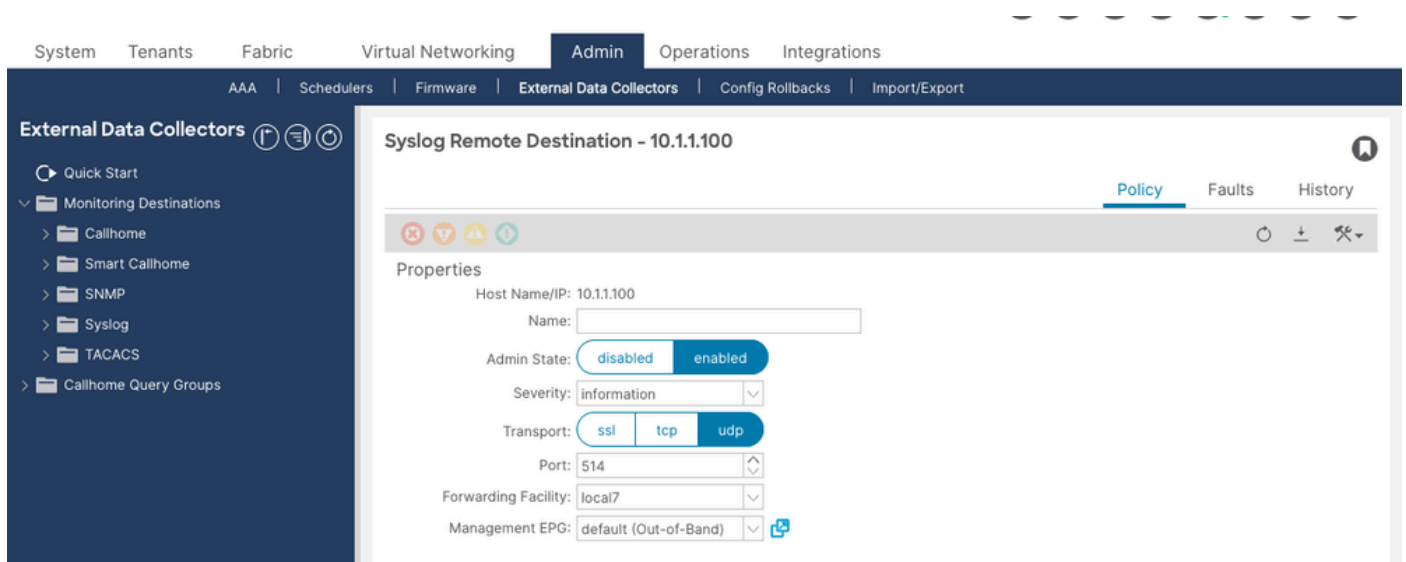 System Tenants Fabric Virtual Networking Admin Operations Integrations
AAA | Schedulers | Firmware | External Data Collectors | Config Rollbacks | Import/Export
External Data Collectors
Quick Start
Monitoring Destinations
Callhome
Smart Callhome
SNMP
Syslog
TACACS
Callhome Query Groups
Syslog Remote Destination - 10.1.1.100
Policy Faults History
Properties
Host Name/IP: 10.1.1.100
Name:
Admin State: disabled enabled
Severity: information
Transport: ssl tcp udp
Port: 514
Forwarding Facility: local7
Management EPG: default (Out-of-Band)